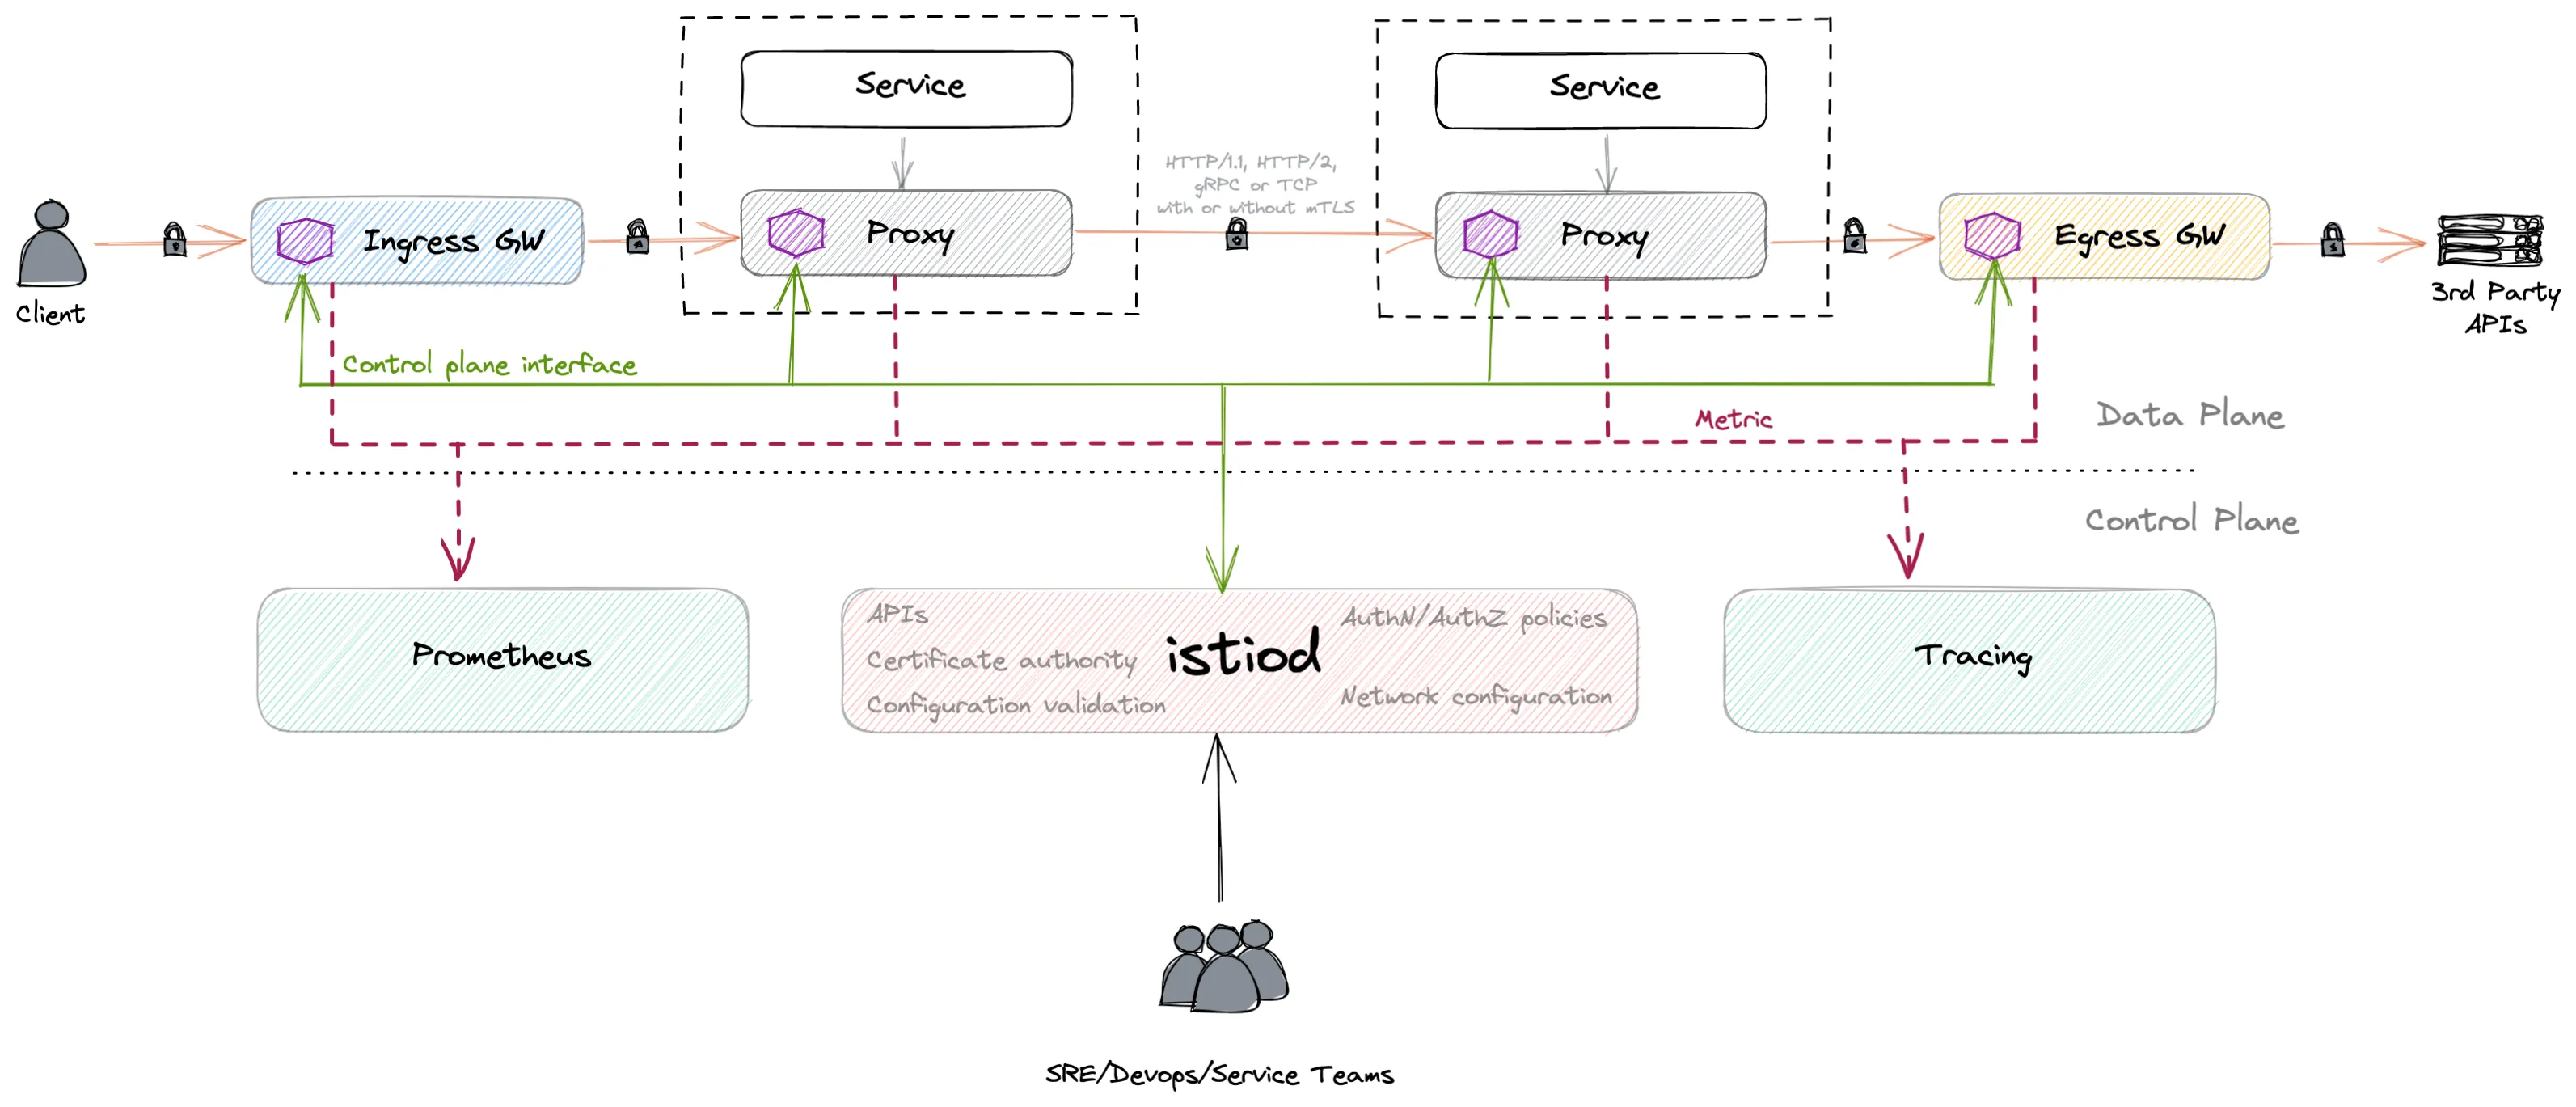 Service
Service
HTTP/1.1, HTTP/2,
gRPC or TCP
with or without mTLS
Ingress GW
Proxy
Proxy
Egress GW
Client
3rd Party
APIs
Control plane interface
Metric
Data Plane
Control Plane
Prometheus
APIs
Certificate authority
Configuration validation
istiod
AuthN/AuthZ policies
Network configuration
Tracing
SRE/Devops/Service Teams